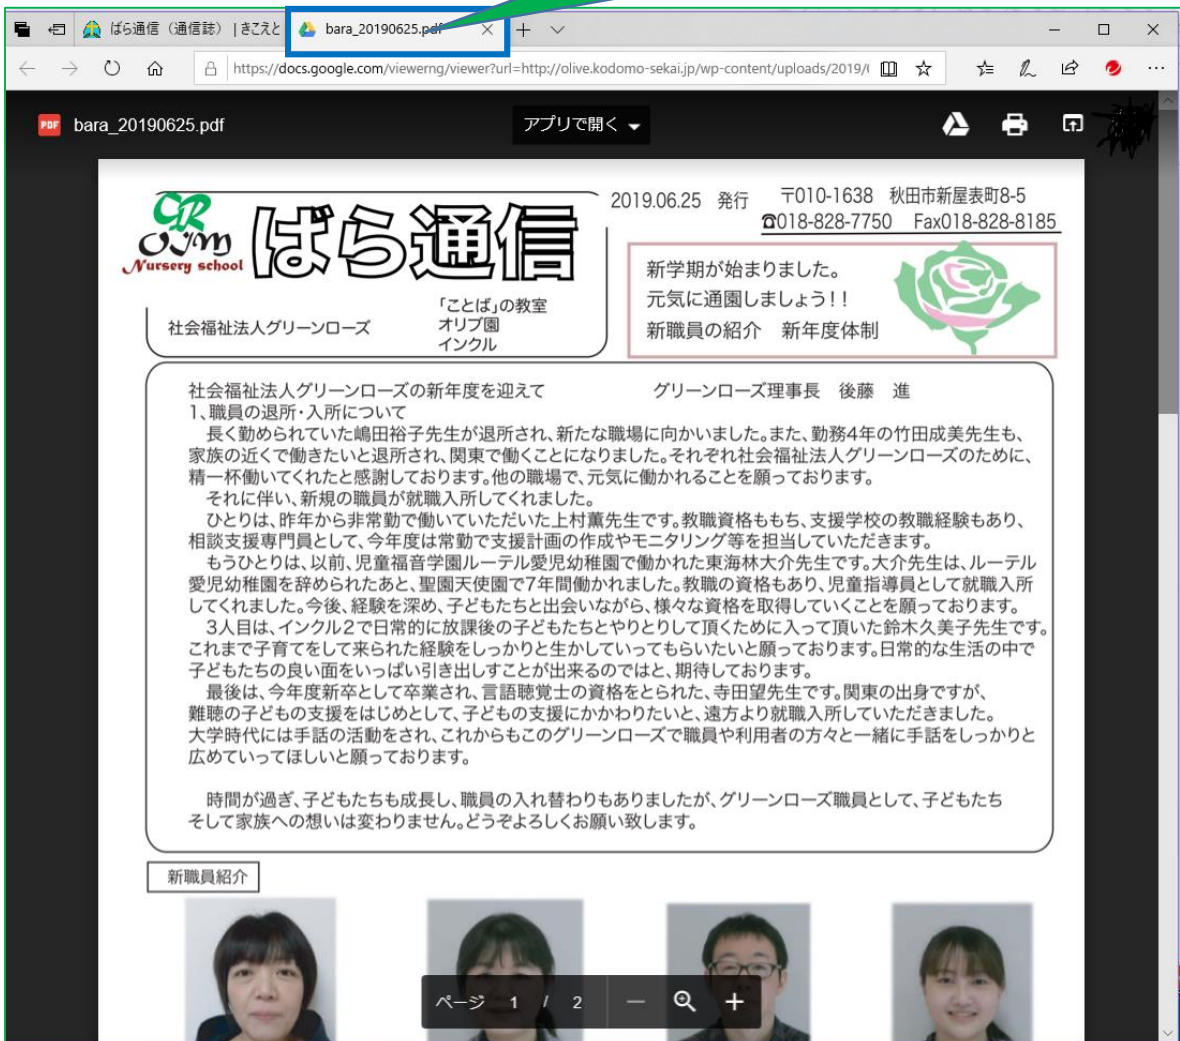 ばら通信（通信誌）|きこえと
bara_20190625.pdf
https://docs.google.com/viewerng/viewer?url=http://olive.kodomo-sekai.jp/wp-content/uploads/2019/
PDF bara_20190625.pdf アプリで開く
GR
OJM
Nursery school
ばら通信
2019.06.25 発行 〒010-1638 秋田市新屋表町8-5
☎018-828-7750 Fax018-828-8185
社会福祉法人グリーンローズ
「ことば」の教室
オリブ園
インクル
新学期が始まりました。
元気に通園しましょう!!
新職員の紹介 新年度体制
社会福祉法人グリーンローズの新年度を迎えて グリーンローズ理事長 後藤 進
1、職員の退所・入所について
長く勤められていた嶋田裕子先生が退所され、新たな職場に向かいました。また、勤務4年の竹田成美先生も、
家族の近くで働きたいと退所され、関東で働くことになりました。それぞれ社会福祉法人グリーンローズのために、
精一杯働いてくれたと感謝しております。他の職場で、元気に働かれることを願っております。
それに伴い、新規の職員が就職入所してくれました。
ひとりは、昨年から非常勤で働いていただいた上村薫先生です。教職資格ももち、支援学校の教職経験もあり、
相談支援専門員として、今年度は常勤で支援計画の作成やモニタリング等を担当していただきます。
もうひとりは、以前、児童福音学園ルーテル愛児幼稚園で働かれた東海林大介先生です。大介先生は、ルーテル
愛児幼稚園を辞められたあと、聖園天使園で7年間働かれました。教職の資格もあり、児童指導員として就職入所
してくれました。今後、経験を深め、子どもたちと出会いながら、様々な資格を取得していくことを願っております。
3人目は、インクル2で日常的に放課後の子どもたちとやりとりして頂くために入って頂いた鈴木久美子先生です。
これまで子育てをして来られた経験をしっかりと生かしていってもらいたいと願っております。日常的な生活の中で
子どもたちの良い面をいっぱい引き出しすことが出来るのではと、期待しております。
最後は、今年度新卒として卒業され、言語聴覚士の資格をとられた、寺田望先生です。関東の出身ですが、
難聴の子どもの支援をはじめとして、子どもの支援にかかわりたいと、遠方より就職入所していただきました。
大学時代には手話の活動をされ、これからもこのグリーンローズで職員や利用者の方々と一緒に手話をしっかりと
広めていってほしいと願っております。
時間が過ぎ、子どもたちも成長し、職員の入れ替わりもありましたが、グリーンローズ職員として、子どもたち
そして家族への想いは変わりません。どうぞよろしくお願い致します。
新職員紹介
ページ 1 / 2